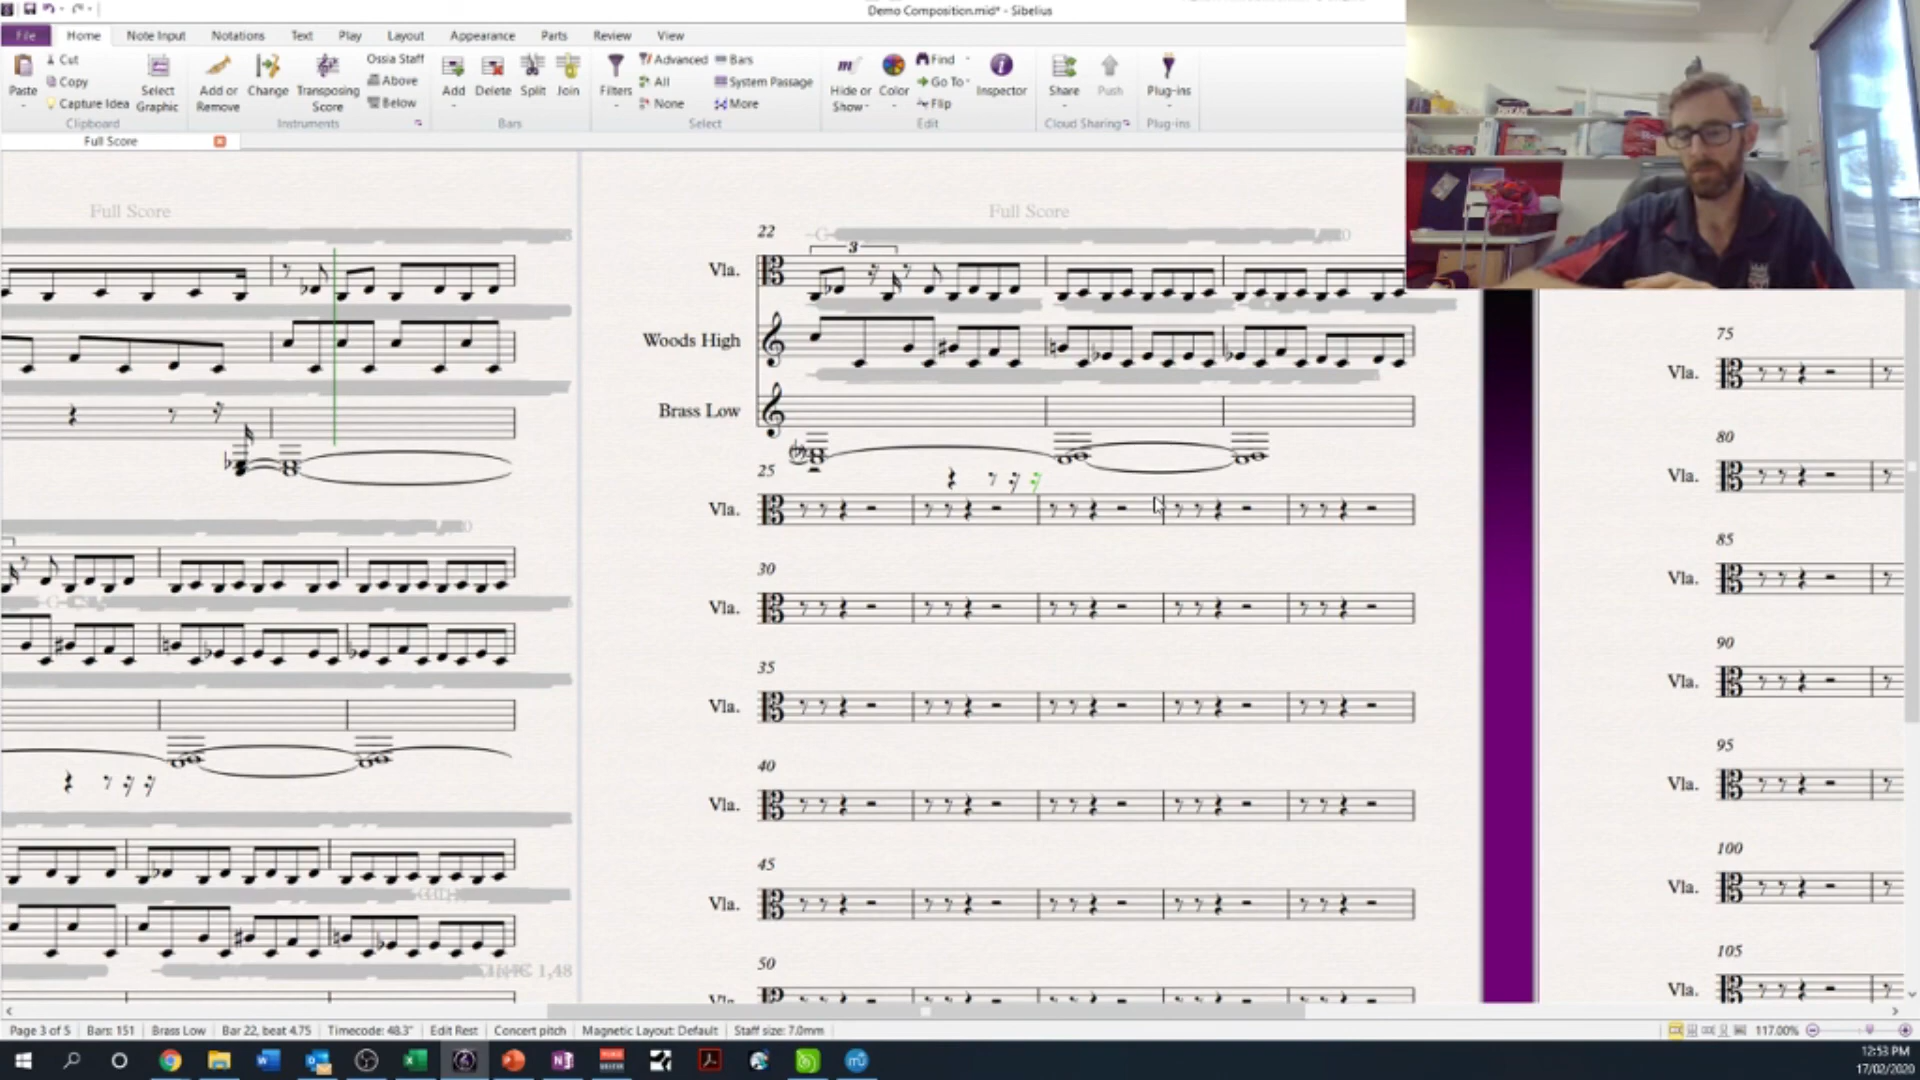 Demo Composition.mid* - Sibelius
File Home Note Input Notations Text Play Layout Appearance Parts Review View
Paste Cut Copy Capture Idea Select Graphic
Clipboard
Add or Remove Change Transposing Score Ossia Staff Above Below
Instruments
Add Delete Split Join
Bars
Filters Advanced All None Bars System Passage More
Select
Hide or Show Color Find Go To Flip Inspector
Edit
Share Push
Cloud Sharing
Plug-ins
Plug-ins
Full Score
Full Score
Full Score
22
3
Vla.
Woods High
Brass Low
25
Vla.
30
Vla.
35
Vla.
40
Vla.
45
Vla.
50
Vla.
75
Vla.
80
Vla.
85
Vla.
90
Vla.
95
Vla.
100
Vla.
105
Vla.
1,48
Page 3 of 5 Bars: 151 Brass Low Bar 22, beat 4.75 Timecode: 48.3" Edit Rest Concert pitch Magnetic Layout: Default Staff size: 7.0mm 117.00%
12:53 PM
17/02/2020